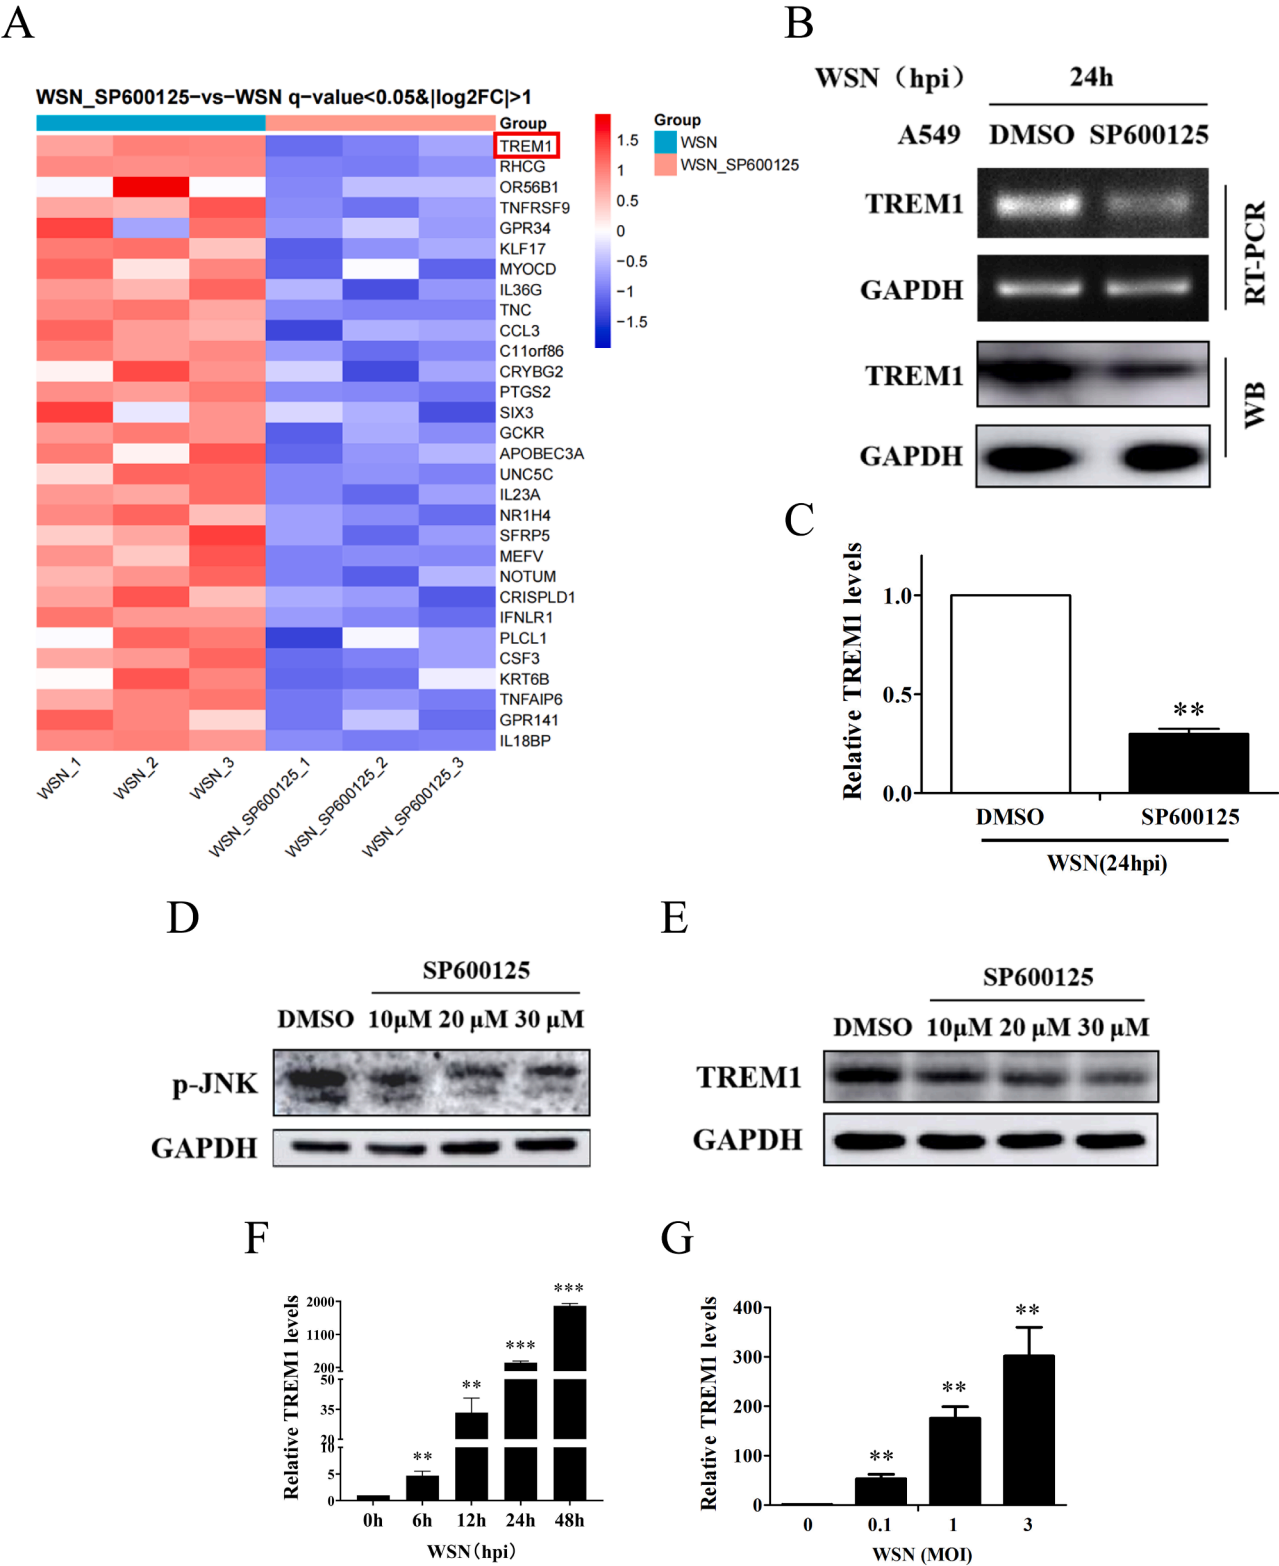 A
WSN_SP600125-vs-WSN q-value<0.05&|log2FC|>1
Group
TREM1
RHCG
OR56B1
TNFRSF9
GPR34
KLF17
MYOCD
IL36G
TNC
CCL3
C11orf86
CRYBG2
PTGS2
SIX3
GCKR
APOBEC3A
UNC5C
IL23A
NR1H4
SFRP5
MEFV
NOTUM
CRISPLD1
IFNLR1
PLCL1
CSF3
KRT6B
TNFAIP6
GPR141
IL18BP
WSN_1
WSN_2
WSN_3
WSN_SP600125_1
WSN_SP600125_2
WSN_SP600125_3
1.5
1
0.5
0
−0.5
−1
−1.5
Group
WSN
WSN_SP600125
B
WSN（hpi） 24h
A549 DMSO SP600125
TREM1
GAPDH
RT-PCR
TREM1
GAPDH
WB
C
Relative TREM1 levels
1.0
0.5
0.0
**
DMSO SP600125
WSN(24hpi)
D
SP600125
DMSO 10μM 20 μM 30 μM
p-JNK
GAPDH
E
SP600125
DMSO 10μM 20 μM 30 μM
TREM1
GAPDH
F
Relative TREM1 levels
2000
1100
200
50
35
20
10
5
0
**
**
***
***
0h 6h 12h 24h 48h
WSN（hpi）
G
Relative TREM1 levels
400
300
200
100
0
**
**
**
0 0.1 1 3
WSN (MOI)